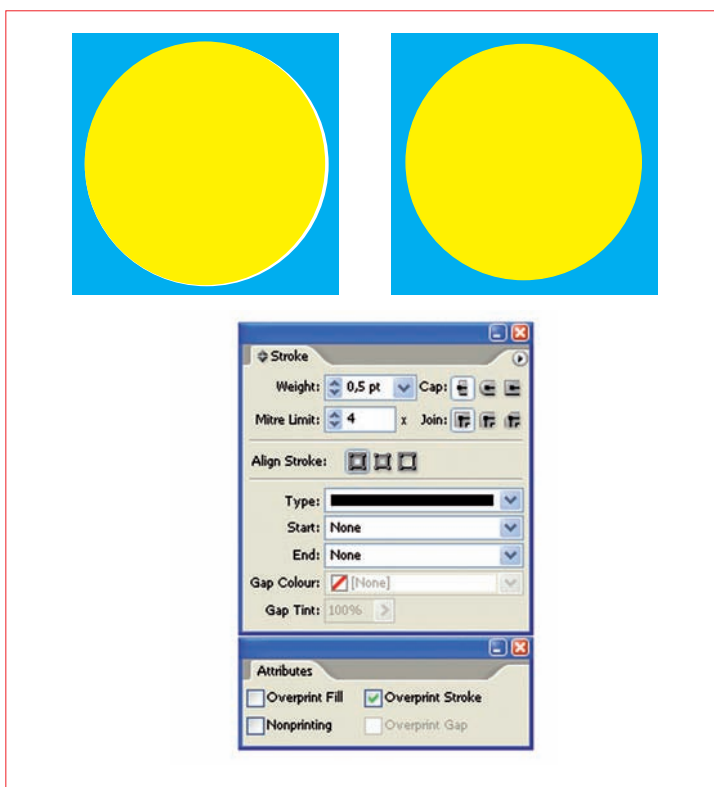 Stroke
Weight: 0,5 pt Cap:
Mitre Limit: 4 x Join:
Align Stroke:
Type:
Start: None
End: None
Gap Colour: [None]
Gap Tint: 100%
Attributes
Overprint Fill Overprint Stroke
Nonprinting Overprint Gap